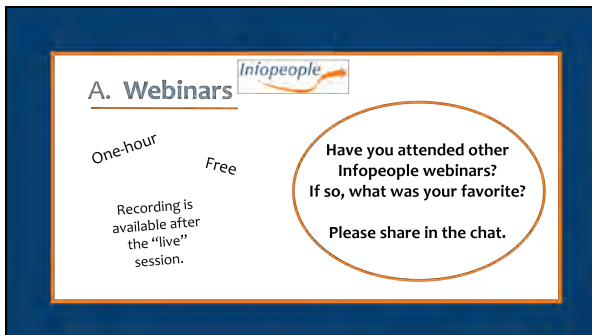 A. Webinars
Infopeople
One-hour
Free
Recording is
available after
the “live”
session.
Have you attended other
Infopeople webinars?
If so, what was your favorite?
Please share in the chat.